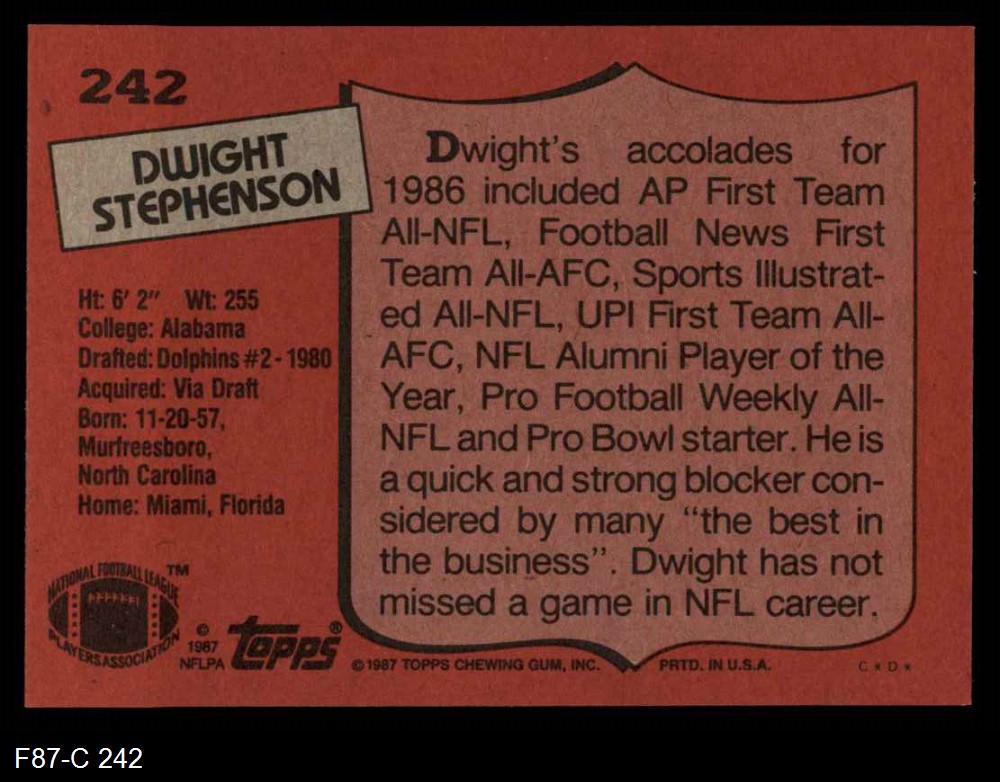 242
DWIGHT
STEPHENSON
Ht: 6' 2" Wt: 255
College: Alabama
Drafted: Dolphins #2 - 1980
Acquired: Via Draft
Born: 11-20-57,
Murfreesboro,
North Carolina
Home: Miami, Florida
Dwight's accolades for
1986 included AP First Team
All-NFL, Football News First
Team All-AFC, Sports Illustrat-
ed All-NFL, UPI First Team All-
AFC, NFL Alumni Player of the
Year, Pro Football Weekly All-
NFL and Pro Bowl starter. He is
a quick and strong blocker con-
sidered by many "the best in
the business". Dwight has not
missed a game in NFL career.
NATIONAL FOOTBALL LEAGUE ™
PLAYERS ASSOCIATION
© 1987 NFLPA
topps®
© 1987 TOPPS CHEWING GUM, INC. PRTD. IN U.S.A. C * D *
F87-C 242